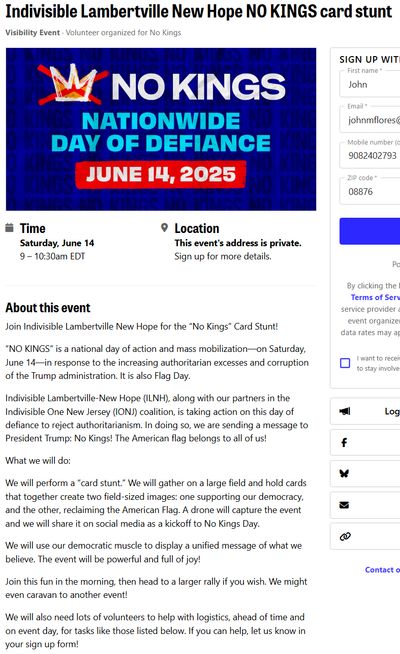 Indivisible Lambertville New Hope NO KINGS card stunt
Visibility Event · Volunteer organized for No Kings
NO KINGS
NATIONWIDE
DAY OF DEFIANCE
JUNE 14, 2025
Time
Saturday, June 14
9 – 10:30am EDT
Location
This event's address is private.
Sign up for more details.
About this event
Join Indivisible Lambertville New Hope for the “No Kings” Card Stunt!
“NO KINGS” is a national day of action and mass mobilization—on Saturday,
June 14—in response to the increasing authoritarian excesses and corruption
of the Trump administration. It is also Flag Day.
Indivisible Lambertville-New Hope (ILNH), along with our partners in the
Indivisible One New Jersey (IONJ) coalition, is taking action on this day of
defiance to reject authoritarianism. In doing so, we are sending a message to
President Trump: No Kings! The American flag belongs to all of us!
What we will do:
We will perform a “card stunt.” We will gather on a large field and hold cards
that together create two field-sized images: one supporting our democracy,
and the other, reclaiming the American Flag. A drone will capture the event
and we will share it on social media as a kickoff to No Kings Day.
We will use our democratic muscle to display a unified message of what we
believe. The event will be powerful and full of joy!
Join this fun in the morning, then head to a larger rally if you wish. We might
even caravan to another event!
We will also need lots of volunteers to help with logistics, ahead of time and
on event day, for tasks like those listed below. If you can help, let us know in
your sign up form!
SIGN UP WIT
First name *
John
Email *
johnmflores@
Mobile number (o
9082402793
ZIP code *
08876
Po
By clicking the
Terms of Serv
service provider a
event organize
data rates may ap
I want to receiv
to stay involve
Log
Contact o